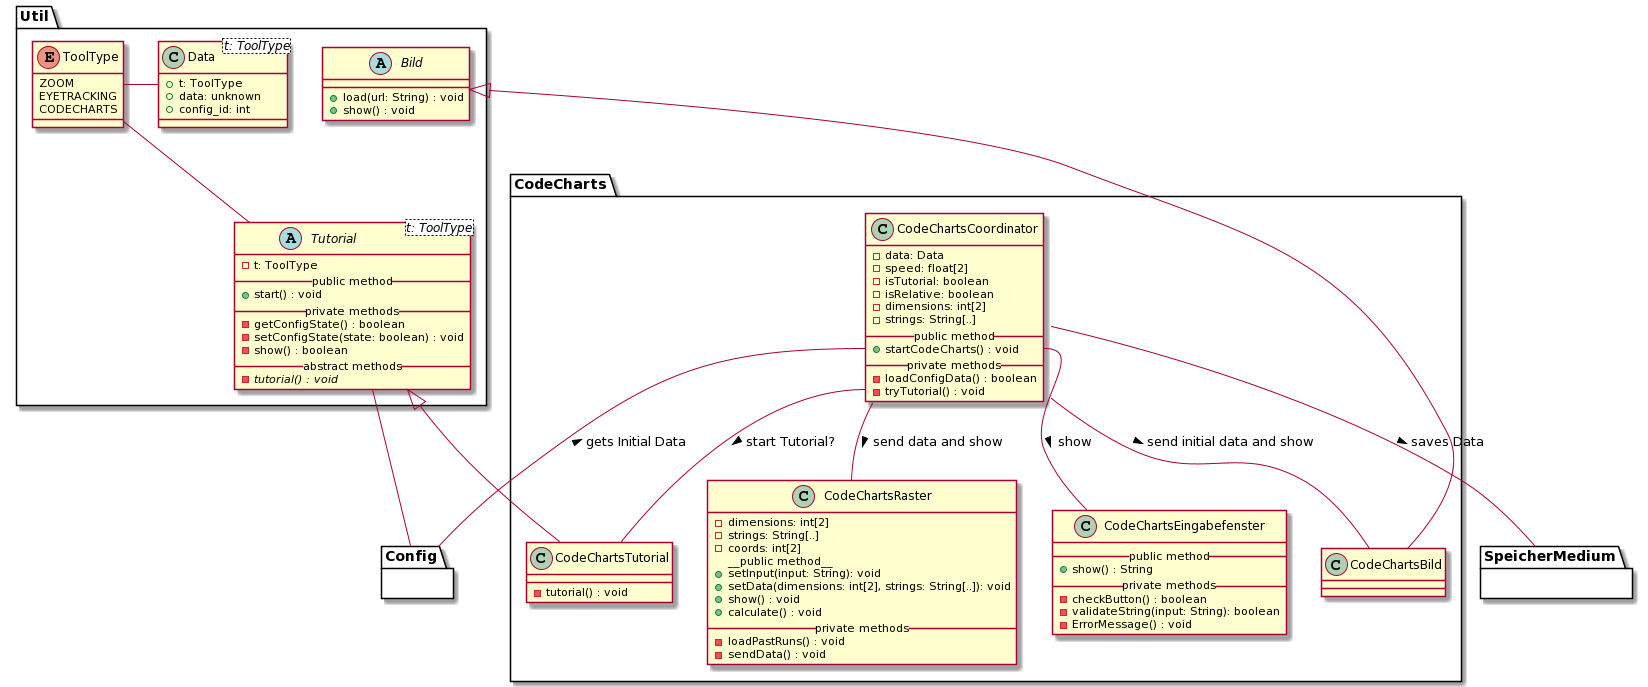 Util
E ToolType
ZOOM
EYETRACKING
CODECHARTS
C Data
t: ToolType
t: ToolType
data: unknown
config_id: int
A Bild
load(url: String) : void
show() : void
A Tutorial
t: ToolType
t: ToolType
public method
start() : void
private methods
getConfigState() : boolean
setConfigState(state: boolean) : void
show() : boolean
abstract methods
tutorial() : void
CodeCharts
C CodeChartsCoordinator
data: Data
speed: float[2]
isTutorial: boolean
isRelative: boolean
dimensions: int[2]
strings: String[..]
public method
startCodeCharts() : void
private methods
loadConfigData() : boolean
tryTutorial() : void
gets Initial Data
start Tutorial?
send data and show
show
send initial data and show
saves Data
Config
C CodeChartsTutorial
tutorial() : void
C CodeChartsRaster
dimensions: int[2]
strings: String[..]
coords: int[2]
__public method__
setInput(input: String): void
setData(dimensions: int[2], strings: String[..]): void
show() : void
calculate() : void
private methods
loadPastRuns() : void
sendData() : void
C CodeChartsEingabefenster
public method
show() : String
private methods
checkButton() : boolean
validateString(input: String): boolean
ErrorMessage() : void
C CodeChartsBild
SpeicherMedium